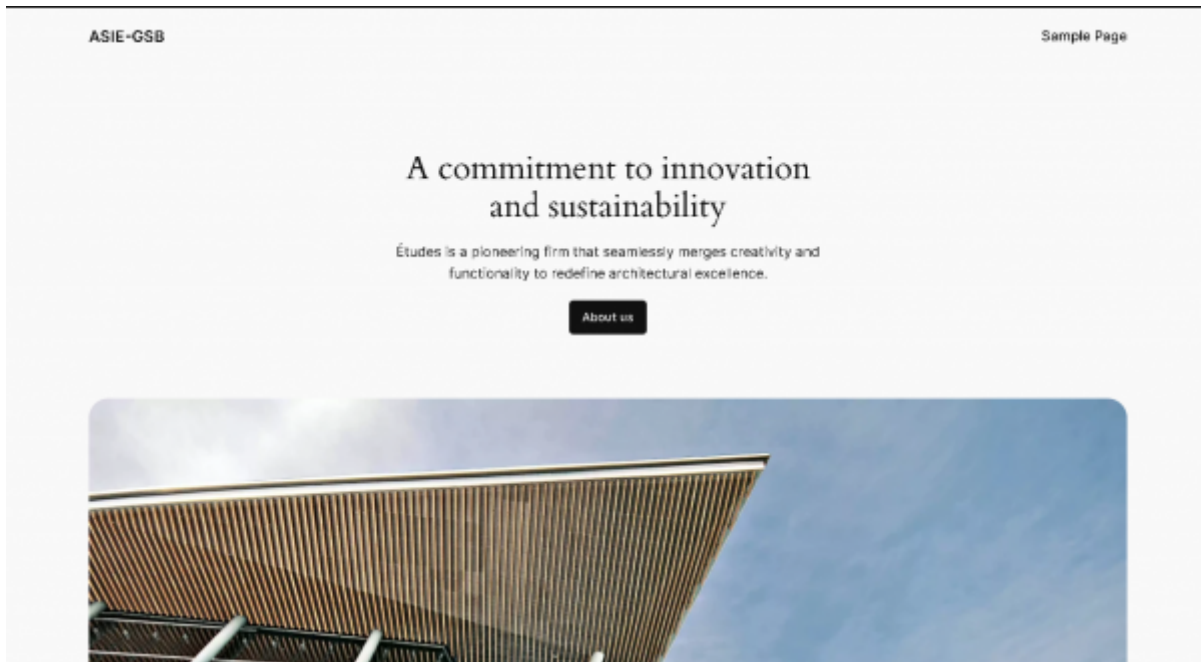 ASIE-GSB
Sample Page
A commitment to innovation
and sustainability
Études is a pioneering firm that seamlessly merges creativity and
functionality to redefine architectural excellence.
About us